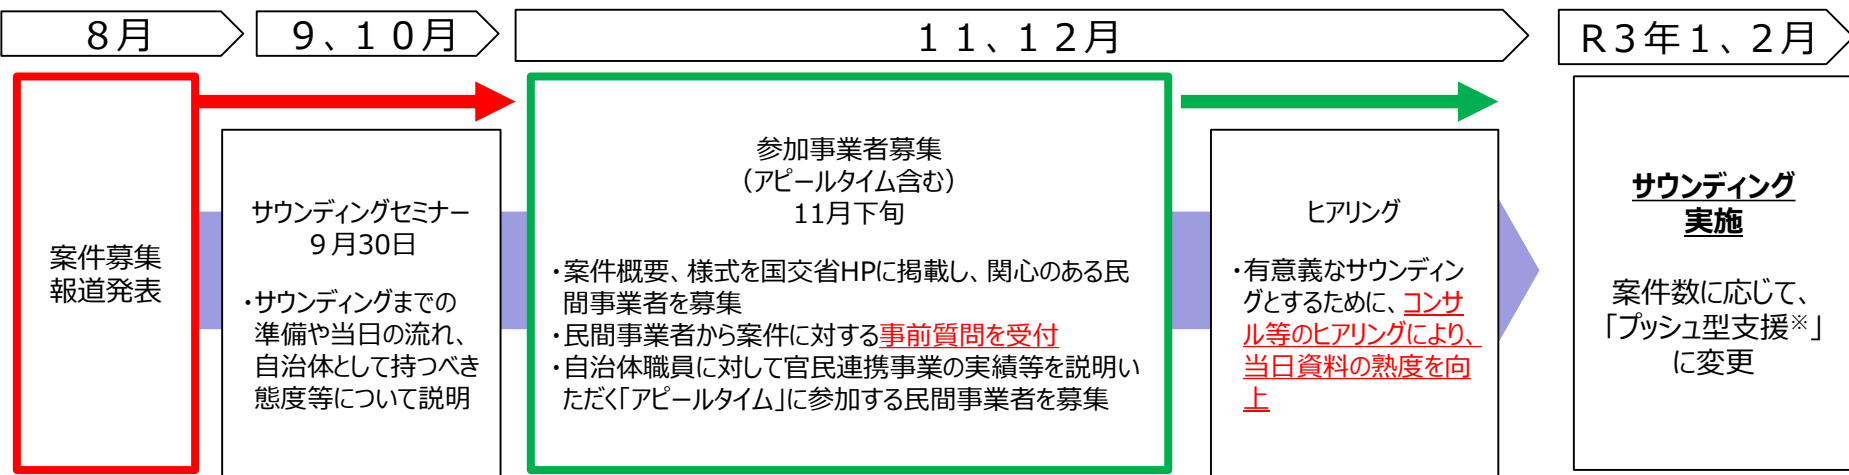 ８月
９、１０月
１１、１２月
R３年１、２月
案件募集
報道発表
サウンディングセミナー
９月30日
・サウンディングまでの
準備や当日の流れ、
自治体として持つべき
態度等について説明
参加事業者募集
（アピールタイム含む）
11月下旬
・案件概要、様式を国交省HPに掲載し、関心のある民
間事業者を募集
・民間事業者から案件に対する事前質問を受付
・自治体職員に対して官民連携事業の実績等を説明い
ただく「アピールタイム」に参加する民間事業者を募集
ヒアリング
・有意義なサウンディン
グとするために、コンサ
ル等のヒアリングにより、
当日資料の熟度を向
上
サウンディング
実施
案件数に応じて、
「プッシュ型支援※」
に変更